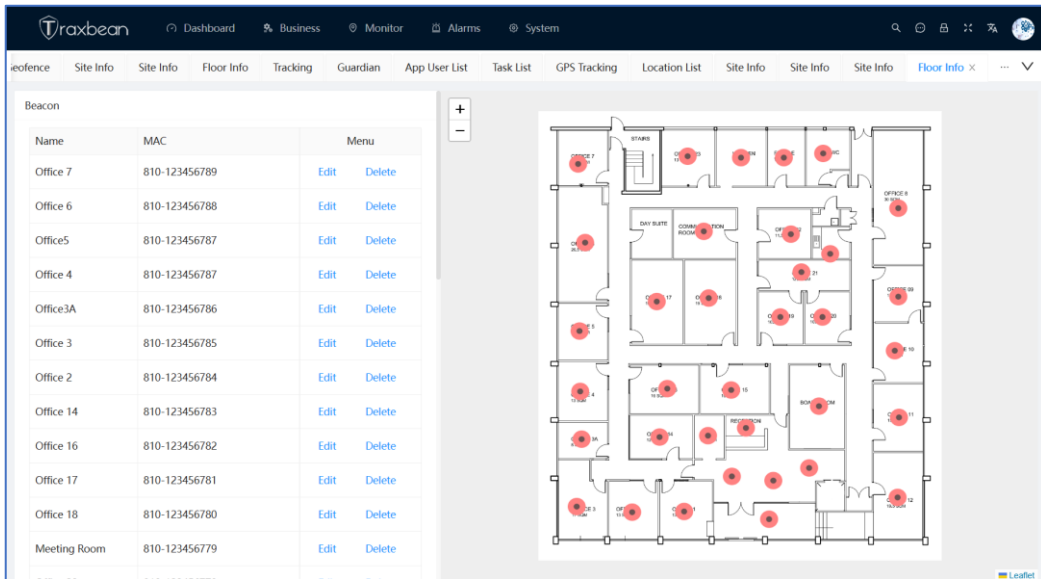 Traxbean Dashboard Business Monitor Alarms System
eofence Site Info Site Info Floor Info Tracking Guardian App User List Task List GPS Tracking Location List Site Info Site Info Site Info Floor Info × ···
Beacon
Name MAC Menu
Office 7 810-123456789 Edit Delete
Office 6 810-123456788 Edit Delete
Office5 810-123456787 Edit Delete
Office 4 810-123456787 Edit Delete
Office3A 810-123456786 Edit Delete
Office 3 810-123456785 Edit Delete
Office 2 810-123456784 Edit Delete
Office 14 810-123456783 Edit Delete
Office 16 810-123456782 Edit Delete
Office 17 810-123456781 Edit Delete
Office 18 810-123456780 Edit Delete
Meeting Room 810-123456779 Edit Delete
+
−
STAIRS
OFFICE 8
DAY SUITE
ROOM
21
17
15
Leaflet